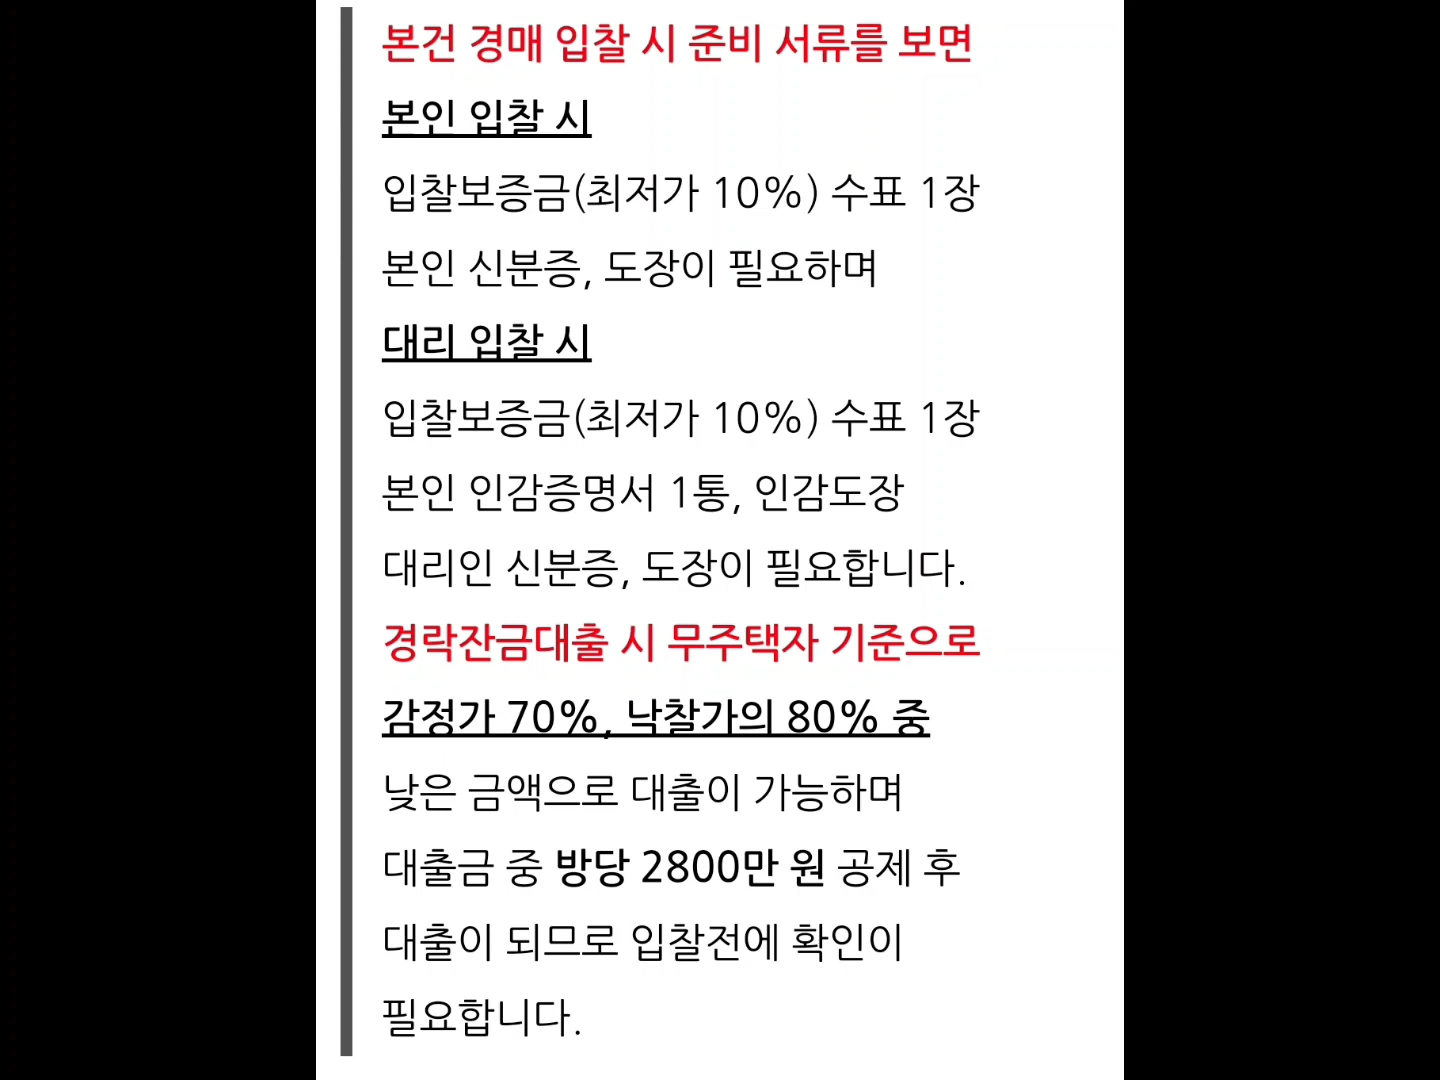 본건 경매 입찰 시 준비 서류를 보면
본인 입찰 시
입찰보증금(최저가 10%) 수표 1장
본인 신분증, 도장이 필요하며
대리 입찰 시
입찰보증금(최저가 10%) 수표 1장
본인 인감증명서 1통, 인감도장
대리인 신분증, 도장이 필요합니다.
경락잔금대출 시 무주택자 기준으로
감정가 70%, 낙찰가의 80% 중
낮은 금액으로 대출이 가능하며
대출금 중 방당 2800만 원 공제 후
대출이 되므로 입찰전에 확인이
필요합니다.